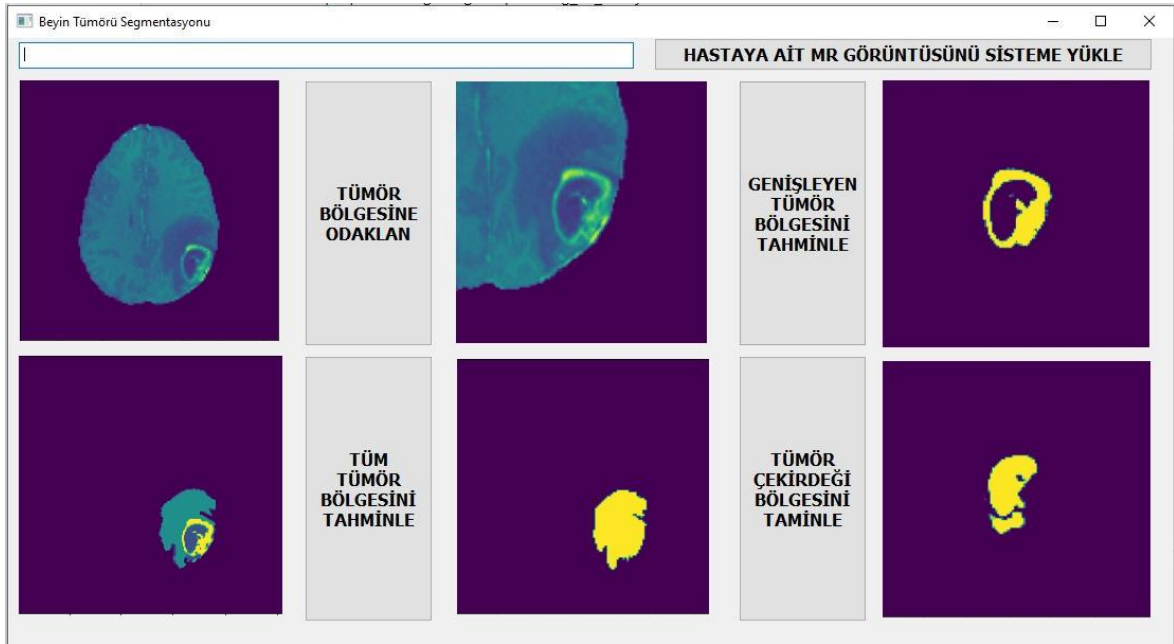 Beyin Tümörü Segmentasyonu
HASTAYA AİT MR GÖRÜNTÜSÜNÜ SİSTEME YÜKLE
TÜMÖR
BÖLGESİNE
ODAKLAN
GENİŞLEYEN
TÜMÖR
BÖLGESİNİ
TAHMİNLE
TÜM
TÜMÖR
BÖLGESİNİ
TAHMİNLE
TÜMÖR
ÇEKİRDEĞİ
BÖLGESİNİ
TAMİNLE